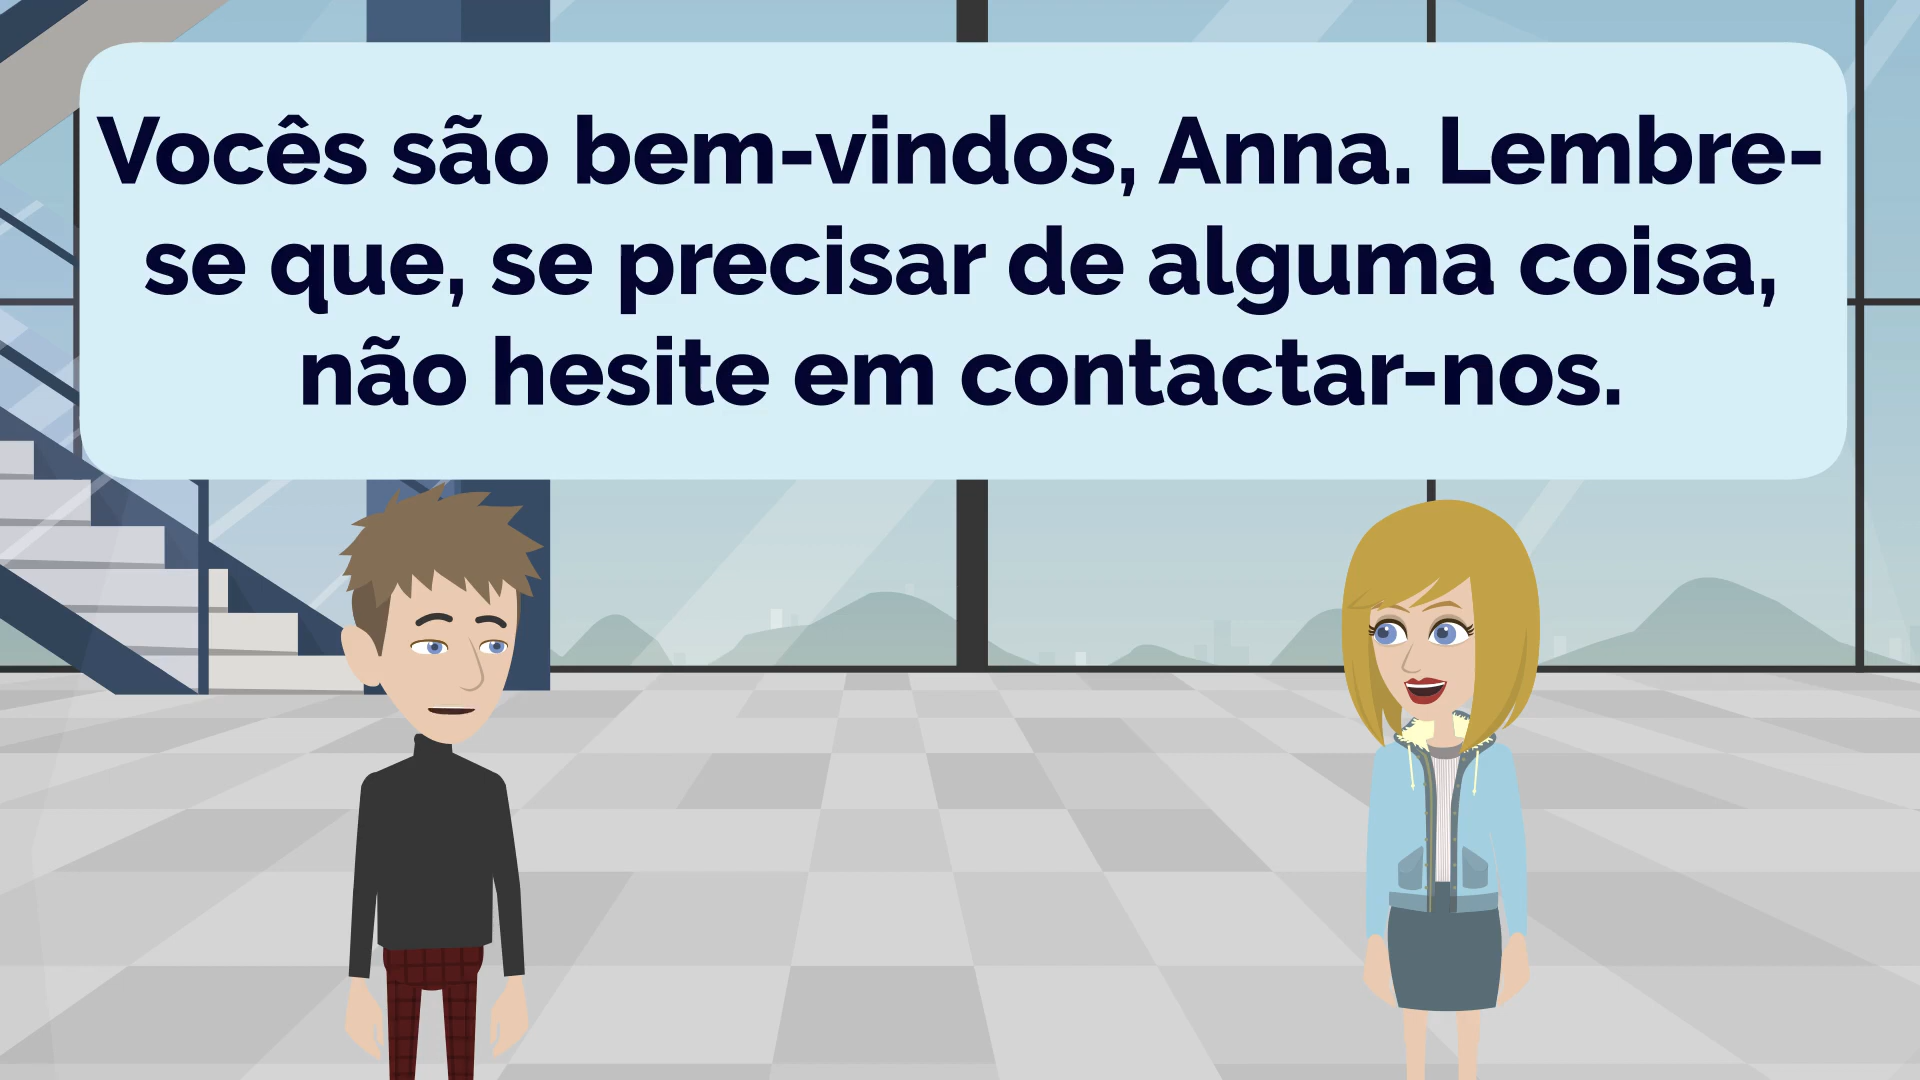 Vocês são bem-vindos, Anna. Lembre-
se que, se precisar de alguma coisa,
não hesite em contactar-nos.